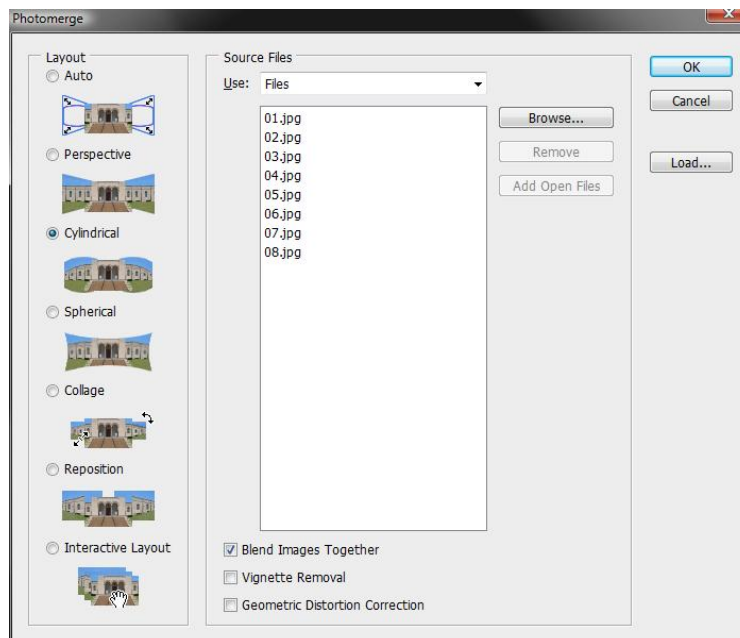 Photomerge
Layout
Auto
Perspective
Cylindrical
Spherical
Collage
Reposition
Interactive Layout
Source Files
Use: Files
01.jpg
02.jpg
03.jpg
04.jpg
05.jpg
06.jpg
07.jpg
08.jpg
Browse...
Remove
Add Open Files
Blend Images Together
Vignette Removal
Geometric Distortion Correction
OK
Cancel
Load...